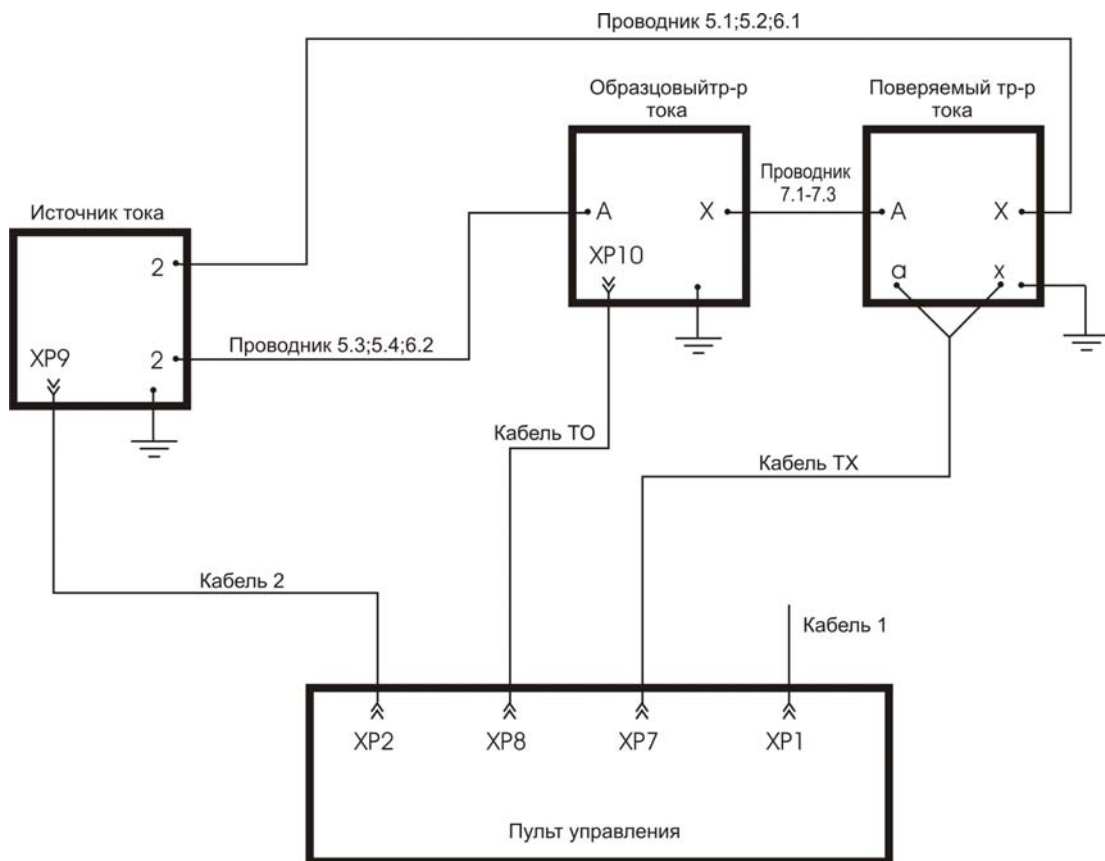 Проводник 5.1;5.2;6.1
Образцовыйтр-р
тока
Поверяемый тр-р
тока
Проводник
7.1-7.3
Источник тока
A
X
A
X
2
XP10
a
x
XP9
2
Проводник 5.3;5.4;6.2
Кабель ТО
Кабель ТХ
Кабель 2
Кабель 1
XP2
XP8
XP7
XP1
Пульт управления